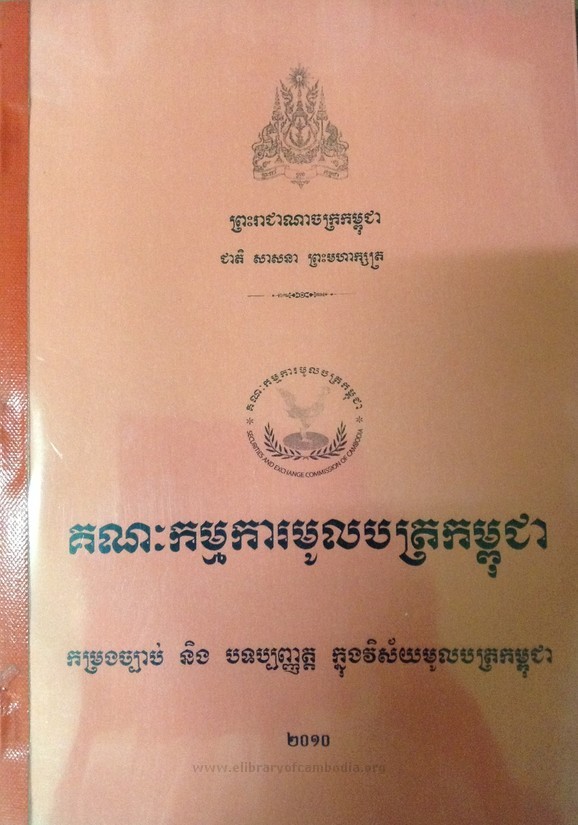 ព្រះរាជាណាចក្រកម្ពុជា
ជាតិ សាសនា ព្រះមហាក្សត្រ
គណៈកម្មការមូលបត្រកម្ពុជា
SECURITIES AND EXCHANGE COMMISSION OF CAMBODIA
គណៈកម្មការមូលបត្រកម្ពុជា
កម្រងច្បាប់ និង បទប្បញ្ញត្ត ក្នុងវិស័យមូលបត្រកម្ពុជា
២០១០
www.elibraryofcambodia.org